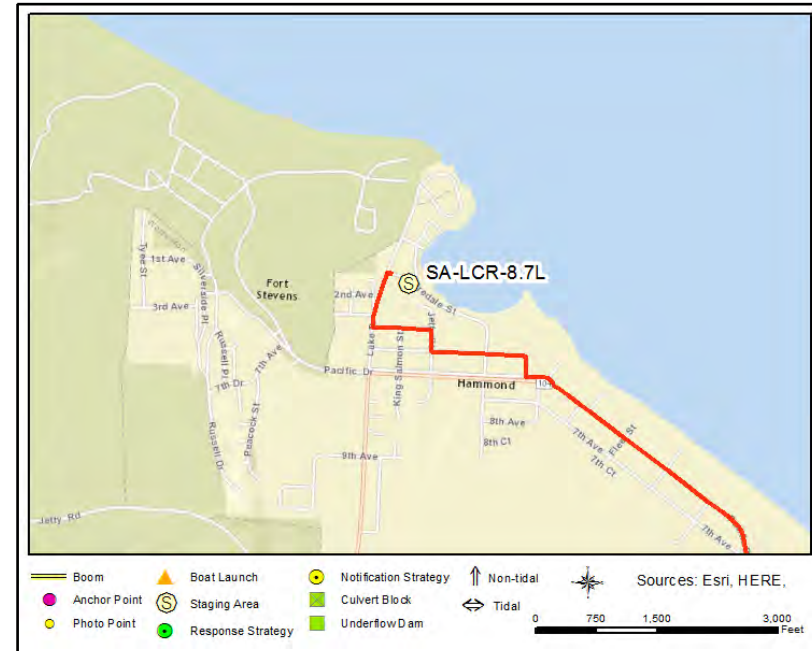 SA-LCR-8.7L
1st Ave
Tyee St
Silverside Pl
3rd Ave
Fort
Stevens
2nd Ave
Russell Pl
7th Ave
7th Dr
Peacock St
Russell Dr
Pacific Dr
King Salmon St
Hammond
8th Ave
8th Ct
9th Ave
7th Ave
7th Ct
Fleet St
7th Ave
Jetty Rd
Boom
Anchor Point
Photo Point
Boat Launch
Staging Area
Response Strategy
Notification Strategy
Culvert Block
Underflow Dam
Non-tidal
Tidal
Sources: Esri, HERE,
0 750 1,500 3,000
Feet